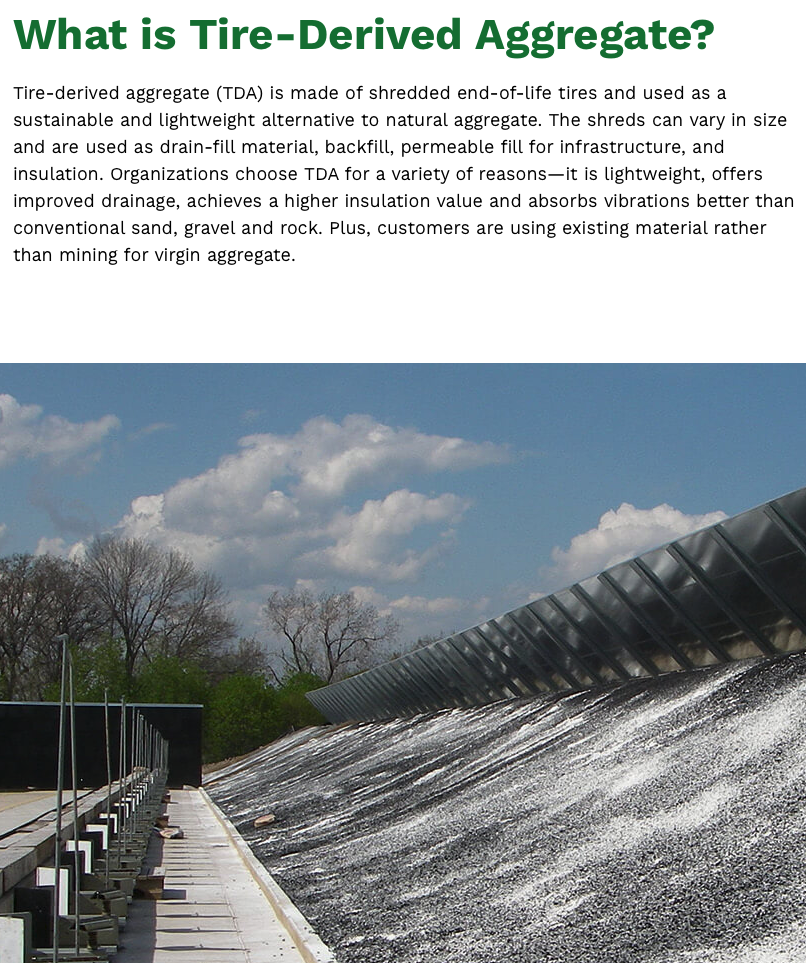 What is Tire-Derived Aggregate?
Tire-derived aggregate (TDA) is made of shredded end-of-life tires and used as a
sustainable and lightweight alternative to natural aggregate. The shreds can vary in size
and are used as drain-fill material, backfill, permeable fill for infrastructure, and
insulation. Organizations choose TDA for a variety of reasons—it is lightweight, offers
improved drainage, achieves a higher insulation value and absorbs vibrations better than
conventional sand, gravel and rock. Plus, customers are using existing material rather
than mining for virgin aggregate.